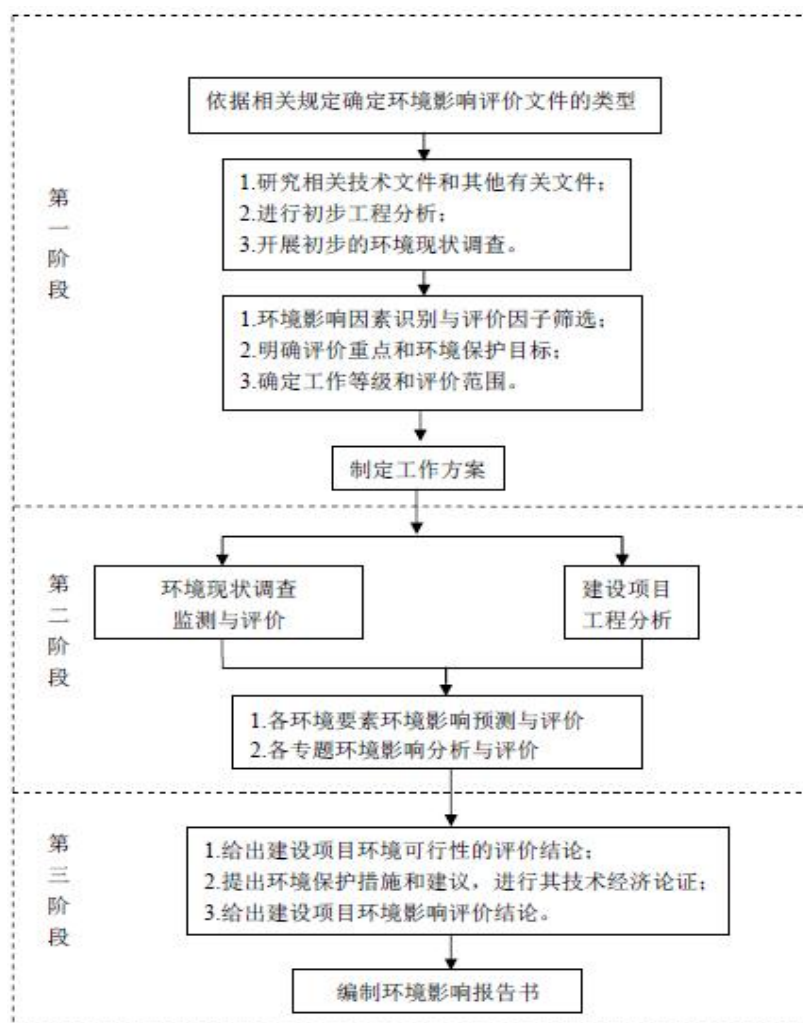 依据相关规定确定环境影响评价文件的类型
第一阶段
1.研究相关技术文件和其他有关文件；
2.进行初步工程分析；
3.开展初步的环境现状调查。
1.环境影响因素识别与评价因子筛选；
2.明确评价重点和环境保护目标；
3.确定工作等级和评价范围。
制定工作方案
第二阶段
环境现状调查
监测与评价
建设项目
工程分析
1.各环境要素环境影响预测与评价
2.各专题环境影响分析与评价
第三阶段
1.给出建设项目环境可行性的评价结论；
2.提出环境保护措施和建议，进行其技术经济论证；
3.给出建设项目环境影响评价结论。
编制环境影响报告书